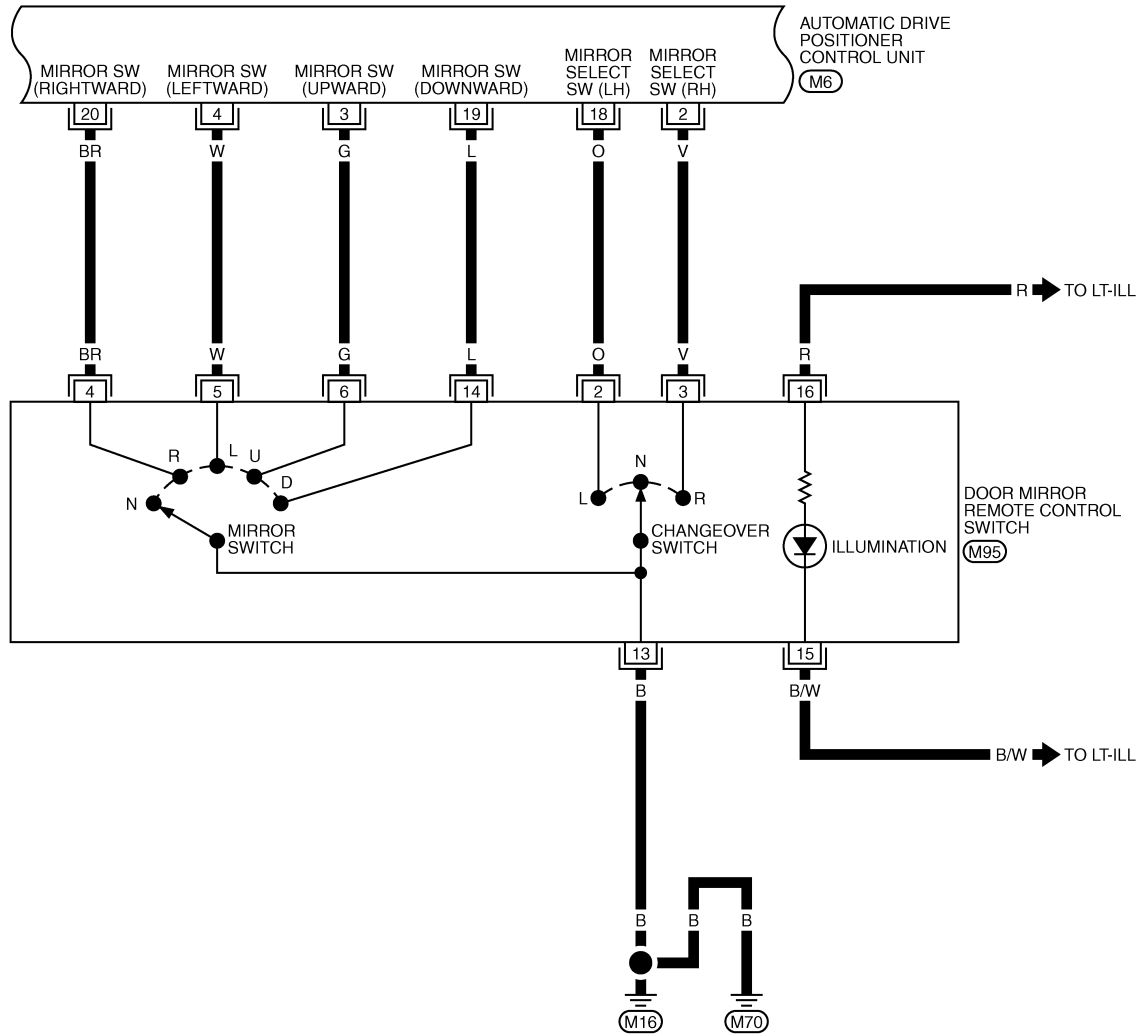 AUTOMATIC DRIVE
POSITIONER
CONTROL UNIT
M6
MIRROR SW
(RIGHTWARD)
MIRROR SW
(LEFTWARD)
MIRROR SW
(UPWARD)
MIRROR SW
(DOWNWARD)
MIRROR
SELECT
SW (LH)
MIRROR
SELECT
SW (RH)
20
4
3
19
18
2
BR
W
G
L
O
V
R
TO LT-ILL
BR
W
G
L
O
V
R
4
5
6
14
2
3
16
R
L
U
D
N
MIRROR
SWITCH
N
L
R
CHANGEOVER
SWITCH
ILLUMINATION
DOOR MIRROR
REMOTE CONTROL
SWITCH
M95
13
15
B
B/W
B/W
TO LT-ILL
B
B
B
M16
M70